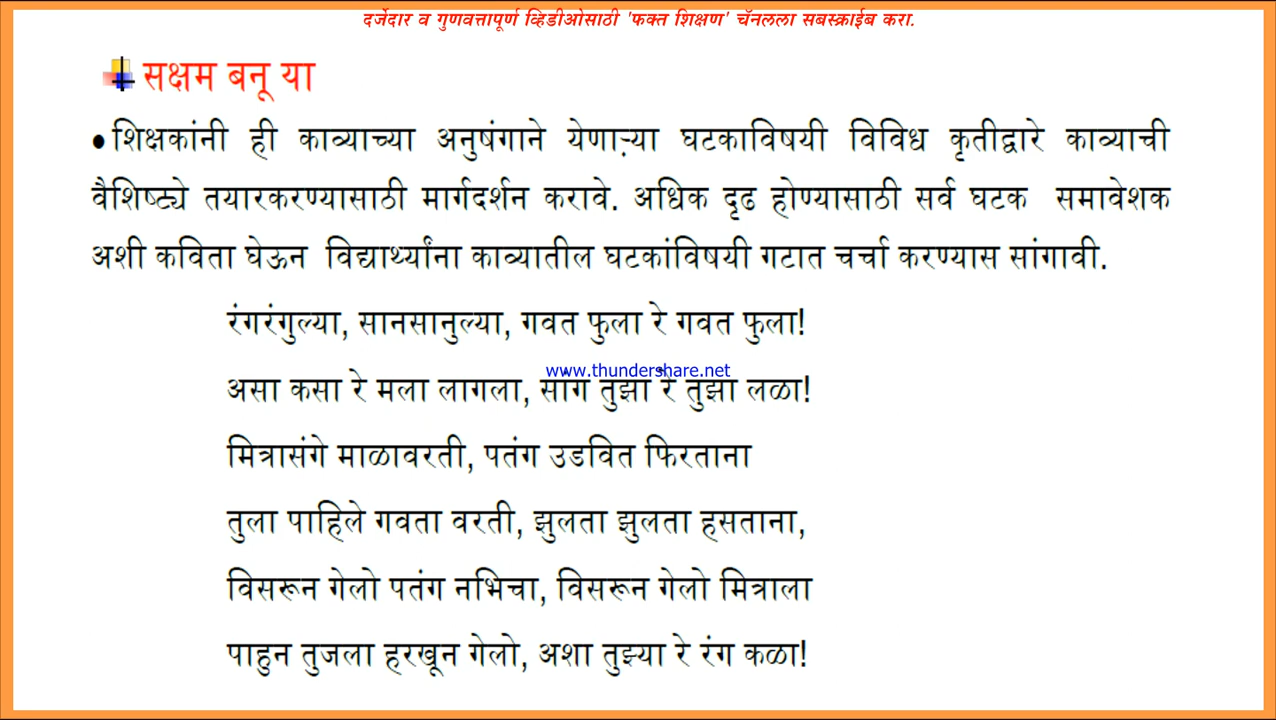 दर्जेदार व गुणवत्तापूर्ण व्हिडीओसाठी 'फक्त शिक्षण' चॅनलला सबस्क्राईब करा.
सक्षम बनू या
•शिक्षकांनी ही काव्याच्या अनुषंगाने येणाऱ्या घटकाविषयी विविध कृतीद्वारे काव्याची
वैशिष्ट्ये तयारकरण्यासाठी मार्गदर्शन करावे. अधिक दृढ होण्यासाठी सर्व घटक समावेशक
अशी कविता घेऊन विद्यार्थ्यांना काव्यातील घटकांविषयी गटात चर्चा करण्यास सांगावी.
रंगरंगुल्या, सानसानुल्या, गवत फुला रे गवत फुला!
www.thundershare.net
असा कसा रे मला लागला, सांग तुझा रे तुझा लळा!
मित्रासंगे माळावरती, पतंग उडवित फिरताना
तुला पाहिले गवता वरती, झुलता झुलता हसताना,
विसरून गेलो पतंग नभिचा, विसरून गेलो मित्राला
पाहुन तुजला हरखून गेलो, अशा तुझ्या रे रंग कळा!